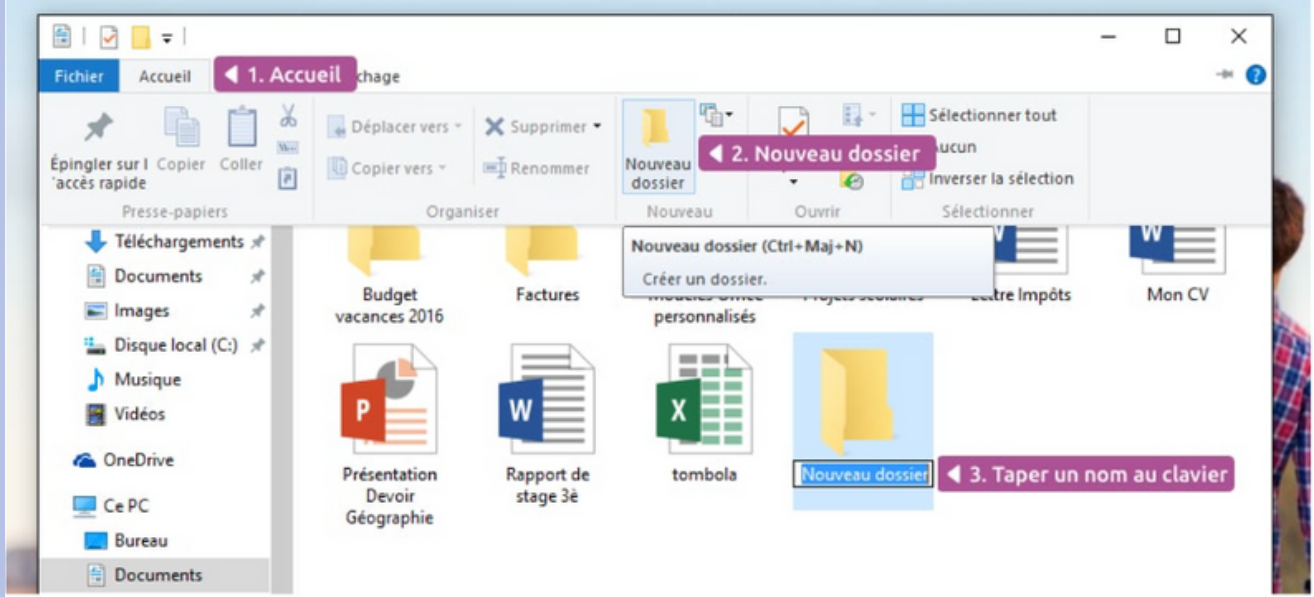 Fichier Accueil 1. Accueil chage
Déplacer vers Supprimer Sélectionner tout
2. Nouveau dossier ucun
Épingler sur l Copier Coller Copier vers Renommer Nouveau Inverser la sélection
'accès rapide dossier
Presse-papiers Organiser Nouveau Ouvrir Sélectionner
Téléchargements
Documents
Images
Disque local (C:)
Musique
Vidéos
OneDrive
Ce PC
Bureau
Documents
Nouveau dossier (Ctrl+Maj+N)
Créer un dossier.
Budget
vacances 2016
Factures
personnalisés
Lettre Impôts
Mon CV
P
Présentation
Devoir
Géographie
W
Rapport de
stage 3è
X
tombola
Nouveau dossier 3. Taper un nom au clavier